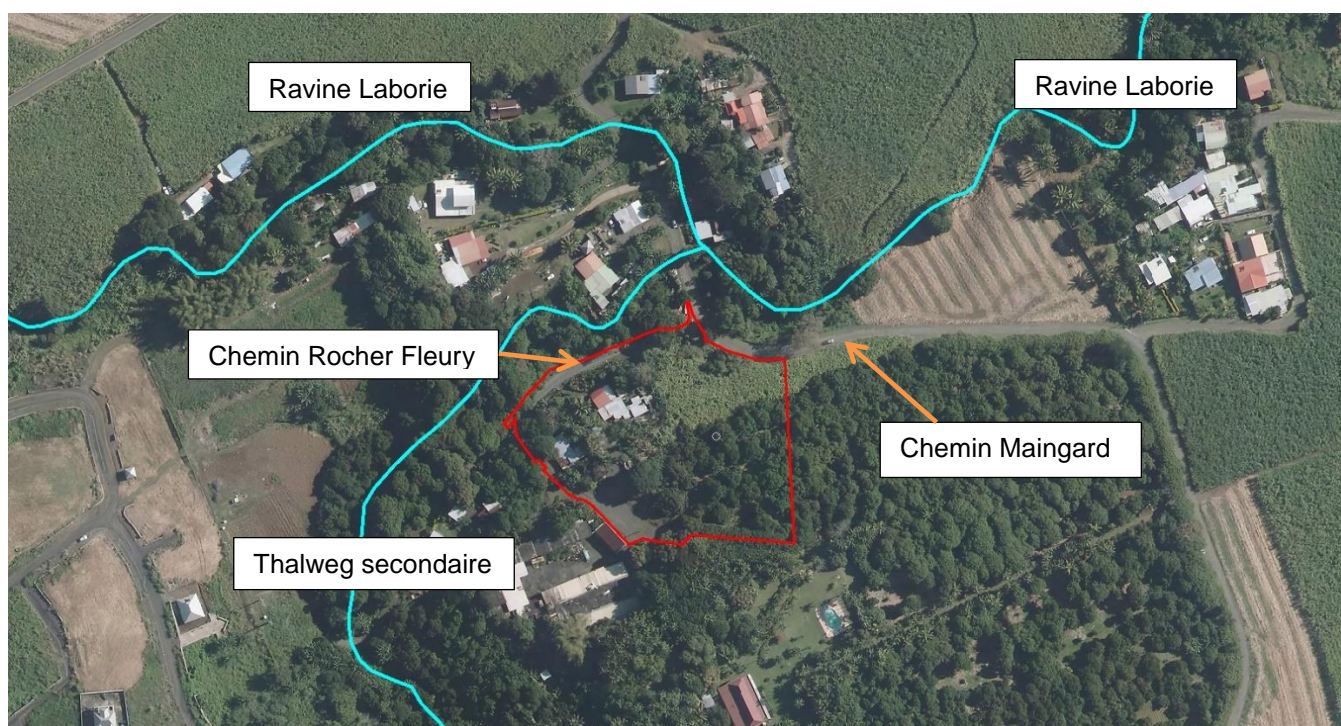 Ravine Laborie
Ravine Laborie
Chemin Rocher Fleury
Chemin Maingard
Thalweg secondaire